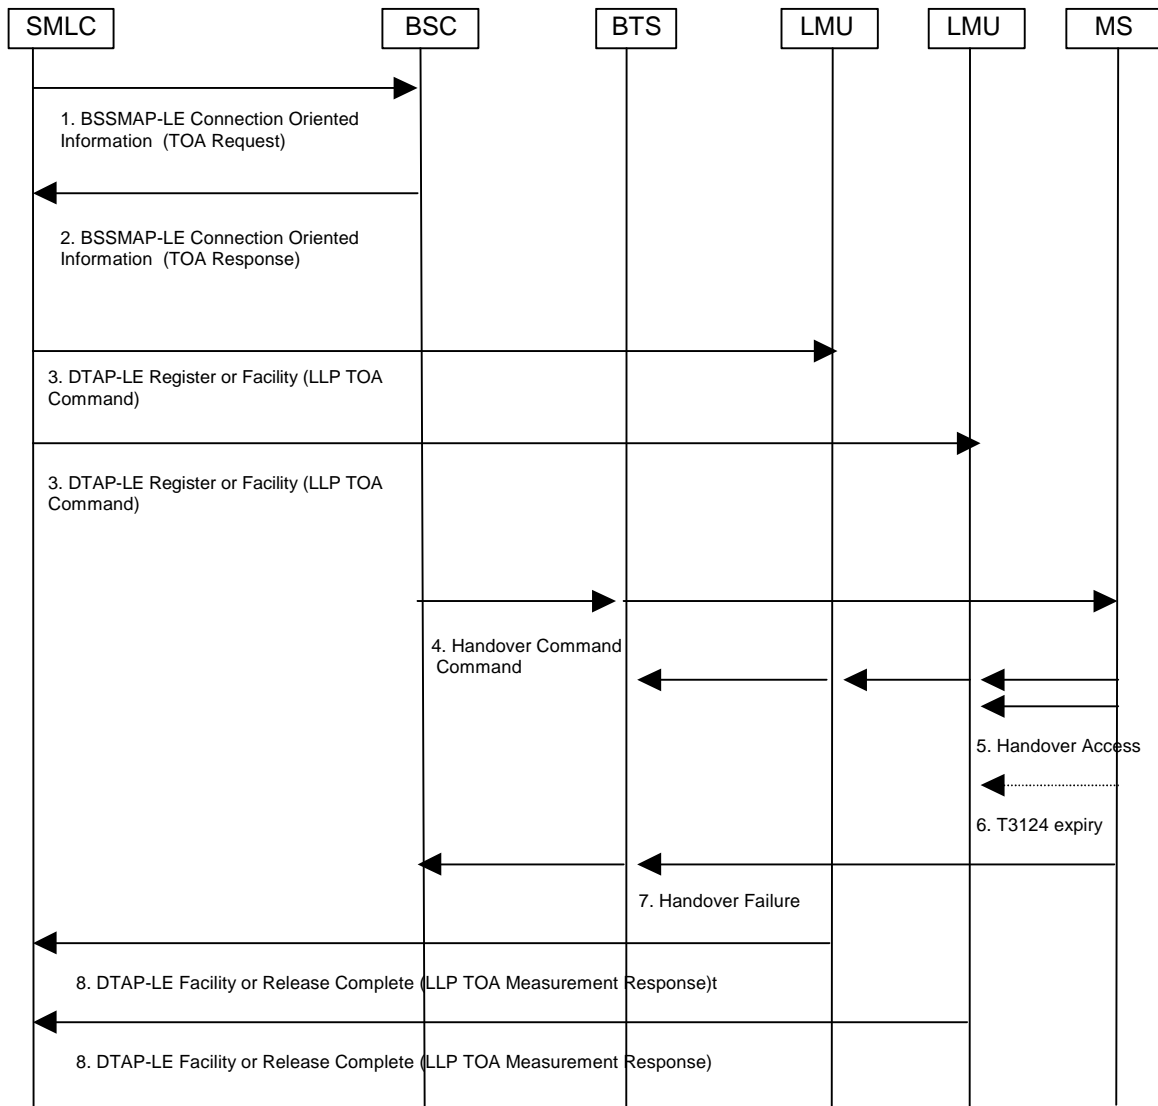 SMLC BSC BTS LMU LMU MS
1. BSSMAP-LE Connection Oriented
Information (TOA Request)
2. BSSMAP-LE Connection Oriented
Information (TOA Response)
3. DTAP-LE Register or Facility (LLP TOA
Command)
3. DTAP-LE Register or Facility (LLP TOA
Command)
4. Handover Command
Command
5. Handover Access
6. T3124 expiry
7. Handover Failure
8. DTAP-LE Facility or Release Complete (LLP TOA Measurement Response)t
8. DTAP-LE Facility or Release Complete (LLP TOA Measurement Response)